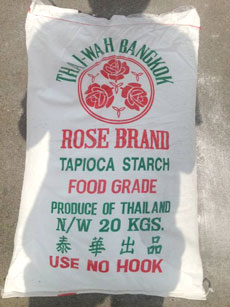 THAI-WAH BANGKOK
ROSE BRAND
TAPIOCA STARCH
FOOD GRADE
PRODUCE OF THAILAND
N/W 20 KGS.
泰華出品
USE NO HOOK